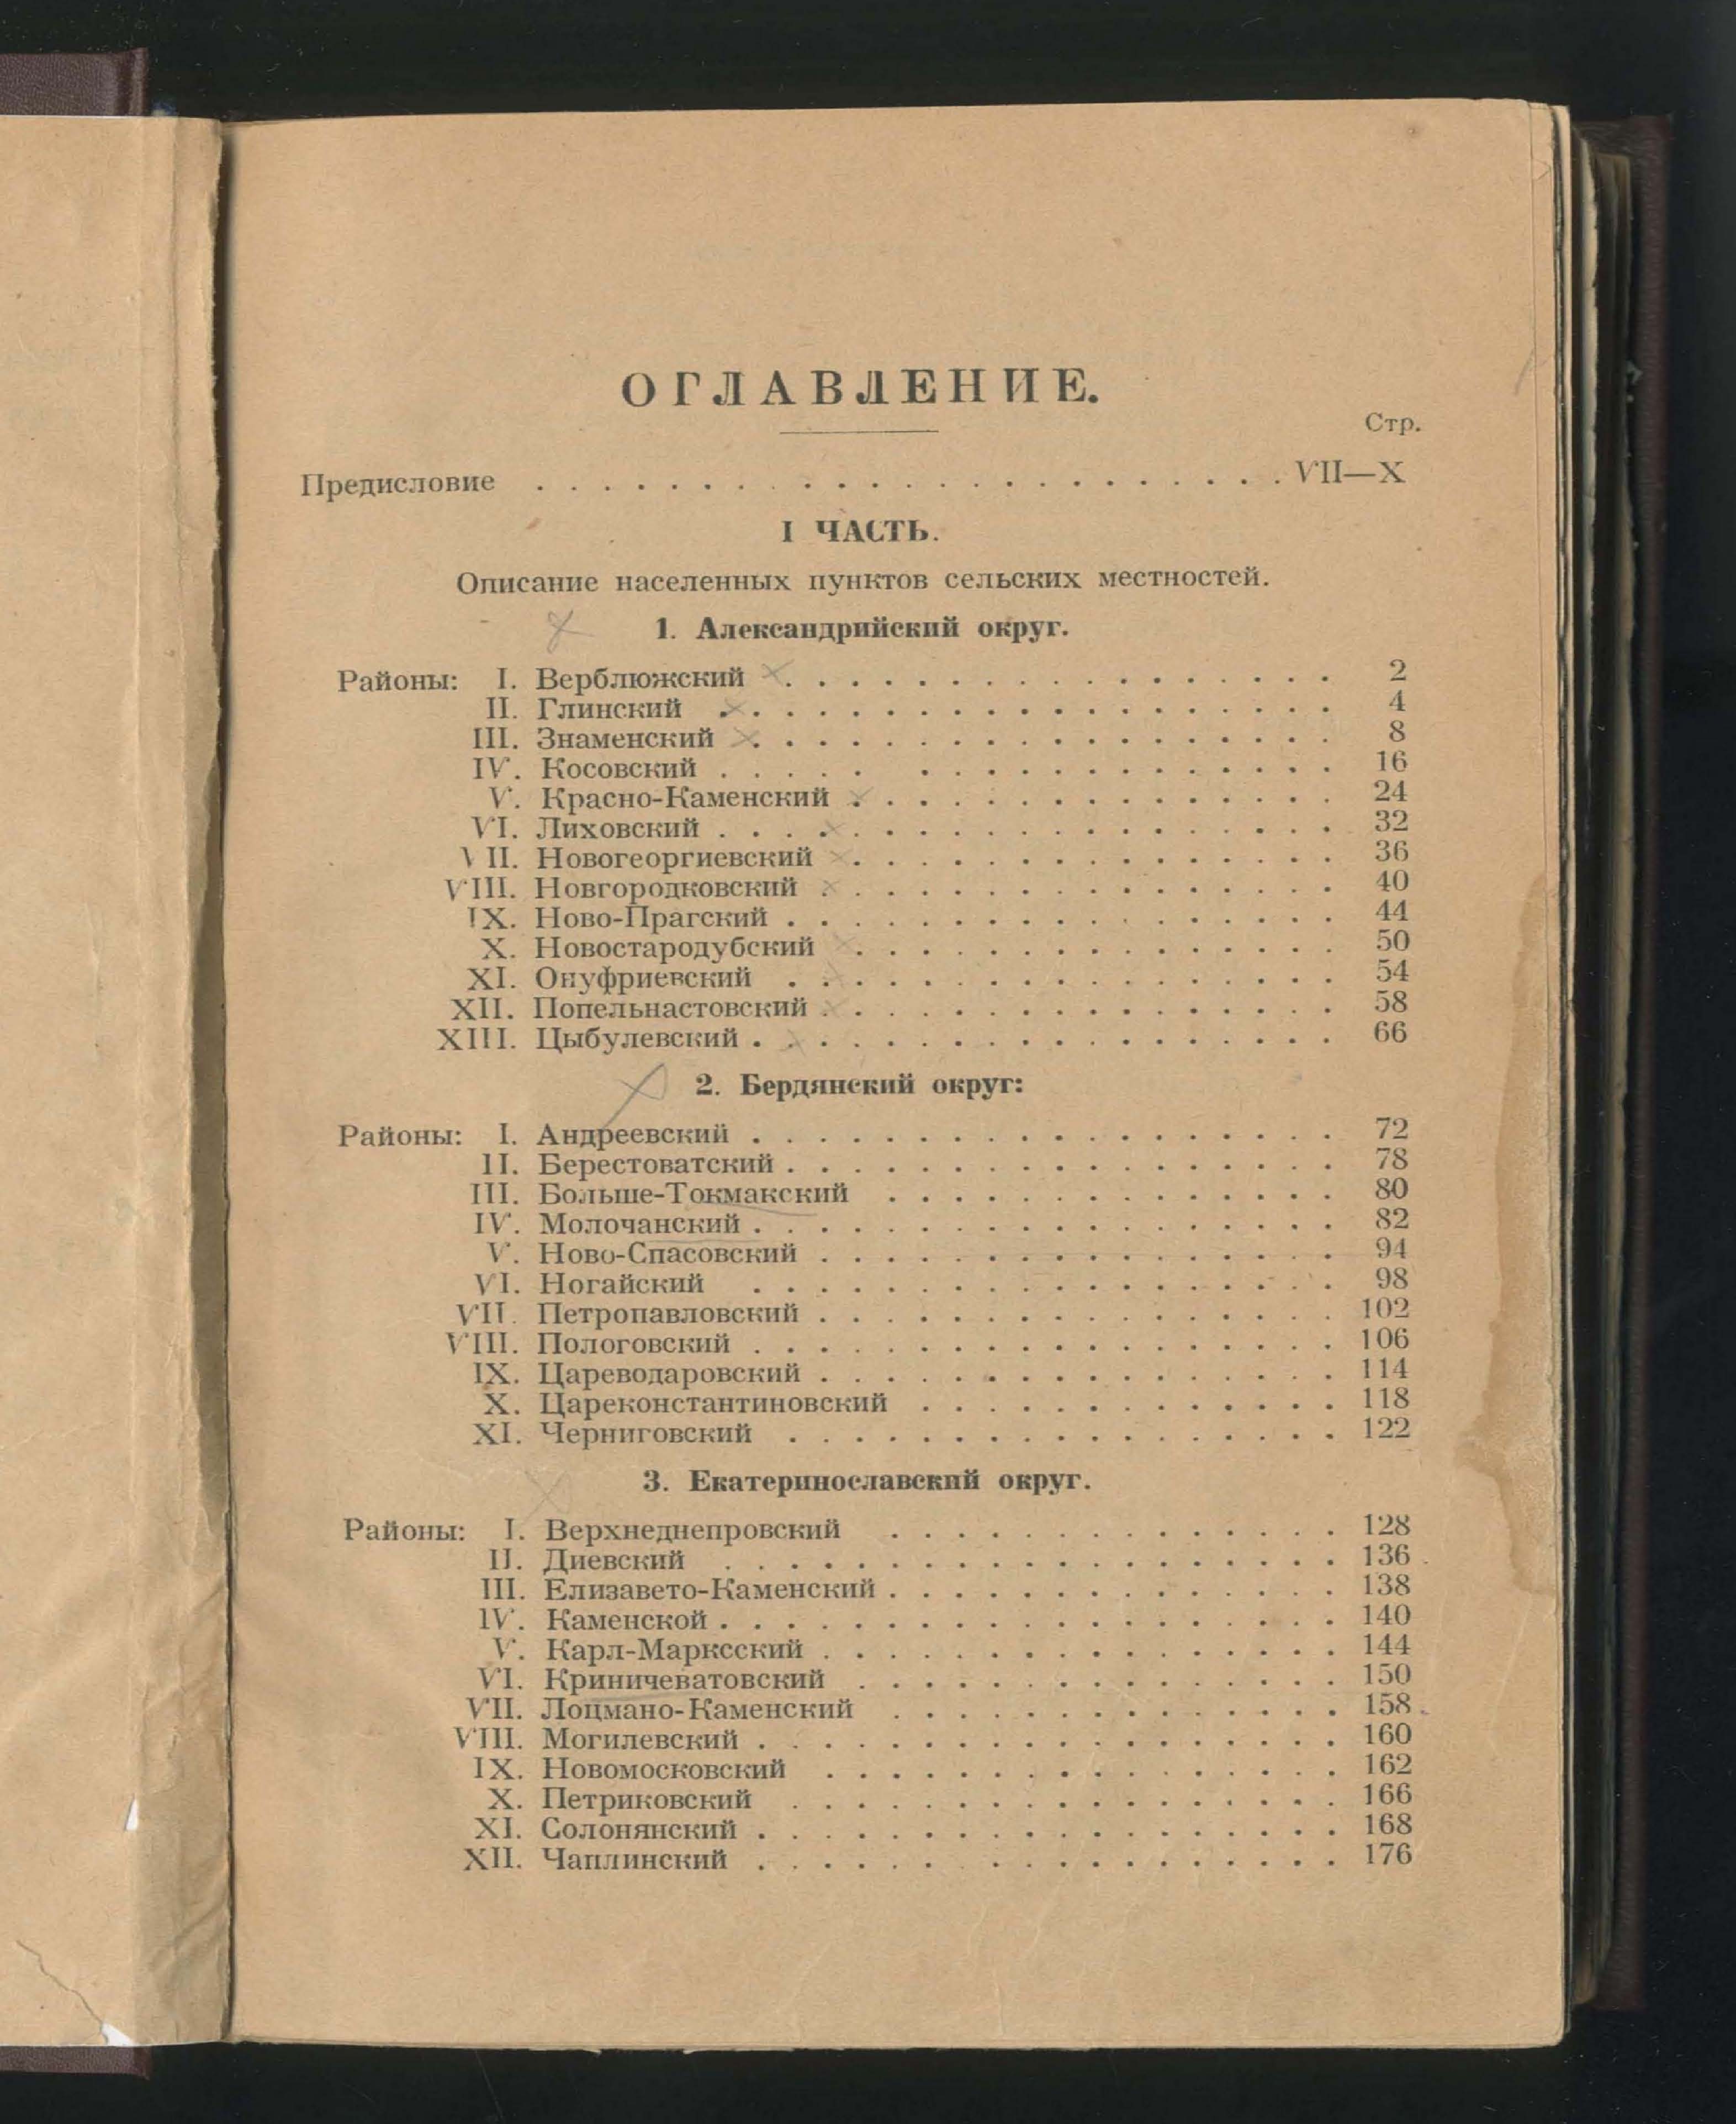 ОГЛАВЛЕНИЕ.
Стр.
Предисловие . . . . . . . . . . . . . . . . . . . . . . . VII—X
I ЧАСТЬ.
Описание населенных пунктов сельских местностей.
1. Александрийский округ.
Районы: I. Верблюжский . . . . . . . . . . . . . . . . . 2
II. Глинский . . . . . . . . . . . . . . . . . . . 4
III. Знаменский . . . . . . . . . . . . . . . . . . 8
IV. Косовский . . . . . . . . . . . . . . . . . . 16
V. Красно-Каменский . . . . . . . . . . . . . . . 24
VI. Лиховский . . . . . . . . . . . . . . . . . . . 32
VII. Новогеоргиевский . . . . . . . . . . . . . . . 36
VIII. Новгородковский . . . . . . . . . . . . . . . . 40
IX. Ново-Прагский . . . . . . . . . . . . . . . . . 44
X. Новостародубский . . . . . . . . . . . . . . . 50
XI. Онуфриевский . . . . . . . . . . . . . . . . . 54
XII. Попельнастовский . . . . . . . . . . . . . . . . 58
XIII. Цыбулевский . . . . . . . . . . . . . . . . . . 66
2. Бердянский округ:
Районы: I. Андреевский . . . . . . . . . . . . . . . . . . 72
II. Берестоватский . . . . . . . . . . . . . . . . . 78
III. Больше-Токмакский . . . . . . . . . . . . . . 80
IV. Молочанский . . . . . . . . . . . . . . . . . . 82
V. Ново-Спасовский . . . . . . . . . . . . . . . . 94
VI. Ногайский . . . . . . . . . . . . . . . . . . 98
VII. Петропавловский . . . . . . . . . . . . . . . . 102
VIII. Пологовский . . . . . . . . . . . . . . . . . . 106
IX. Цареводаровский . . . . . . . . . . . . . . . . 114
X. Цареконстантиновский . . . . . . . . . . . . . 118
XI. Черниговский . . . . . . . . . . . . . . . . . 122
3. Екатеринославский округ.
Районы: I. Верхнеднепровский . . . . . . . . . . . . . . 128
II. Диевский . . . . . . . . . . . . . . . . . . . 136
III. Елизавето-Каменский . . . . . . . . . . . . . . 138
IV. Каменской . . . . . . . . . . . . . . . . . . . 140
V. Карл-Марксский . . . . . . . . . . . . . . . . 144
VI. Криничеватовский . . . . . . . . . . . . . . . 150
VII. Лоцмано-Каменский . . . . . . . . . . . . . . 158
VIII. Могилевский . . . . . . . . . . . . . . . . . . 160
IX. Новомосковский . . . . . . . . . . . . . . . . 162
X. Петриковский . . . . . . . . . . . . . . . . . 166
XI. Солонянский . . . . . . . . . . . . . . . . . . 168
XII. Чаплинский . . . . . . . . . . . . . . . . . 176